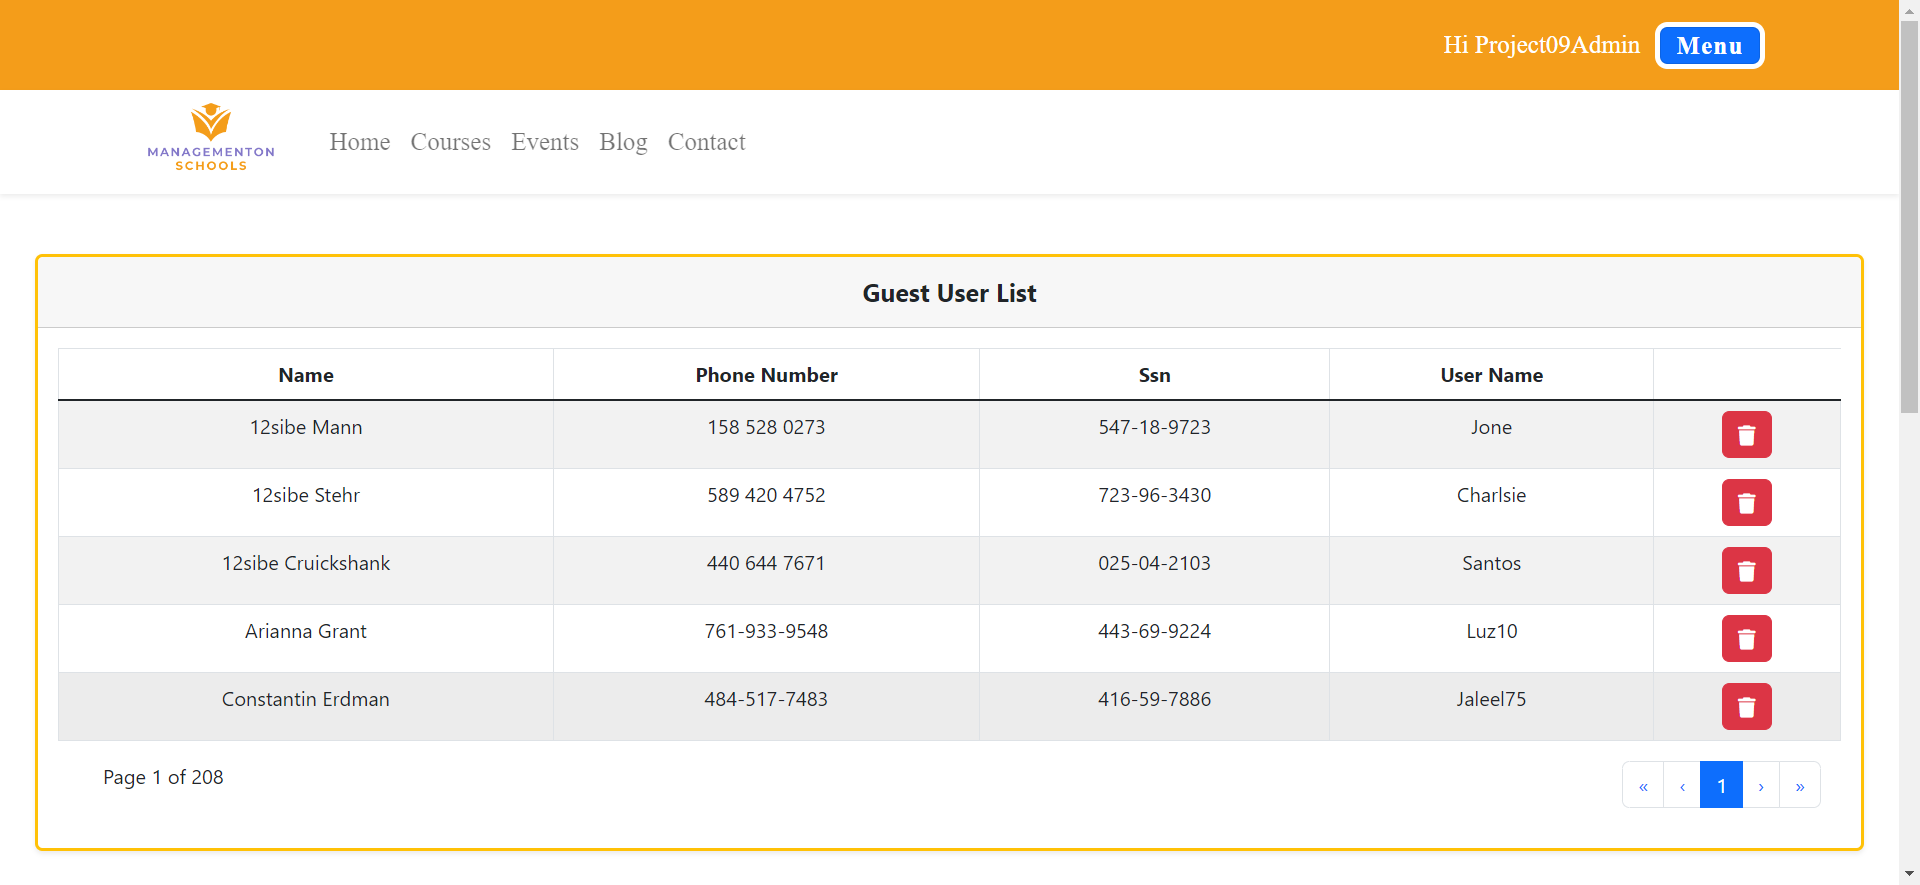 Hi Project09Admin Menu
MANAGEMENTON
SCHOOLS
Home Courses Events Blog Contact
Guest User List
Name Phone Number Ssn User Name
12sibe Mann 158 528 0273 547-18-9723 Jone
12sibe Stehr 589 420 4752 723-96-3430 Charlsie
12sibe Cruickshank 440 644 7671 025-04-2103 Santos
Arianna Grant 761-933-9548 443-69-9224 Luz10
Constantin Erdman 484-517-7483 416-59-7886 Jaleel75
Page 1 of 208 « ‹ 1 › »